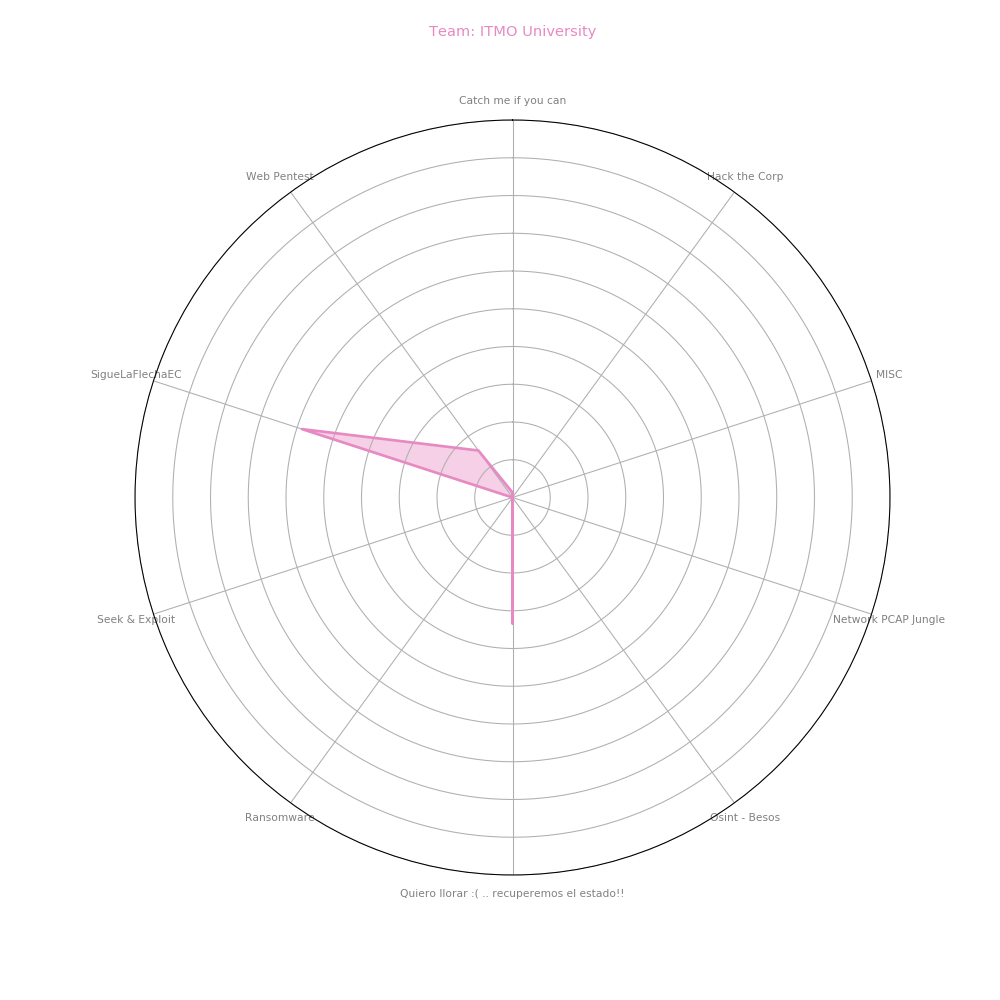 Team: ITMO University
Catch me if you can
Web Pentest
Hack the Corp
SigueLaFlechaEC
MISC
Seek & Exploit
Network PCAP Jungle
Ransomware
Osint - Besos
Quiero llorar :( .. recuperemos el estado!!